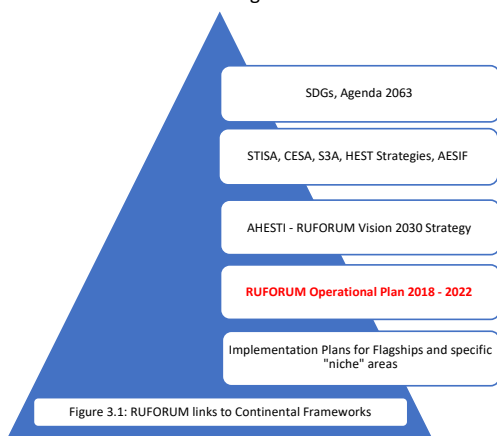 SDGs, Agenda 2063
STISA, CESA, S3A, HEST Strategies, AESIF
AHESTI - RUFORUM Vision 2030 Strategy
RUFORUM Operational Plan 2018 - 2022
Implementation Plans for Flagships and specific
"niche" areas
Figure 3.1: RUFORUM links to Continental Frameworks